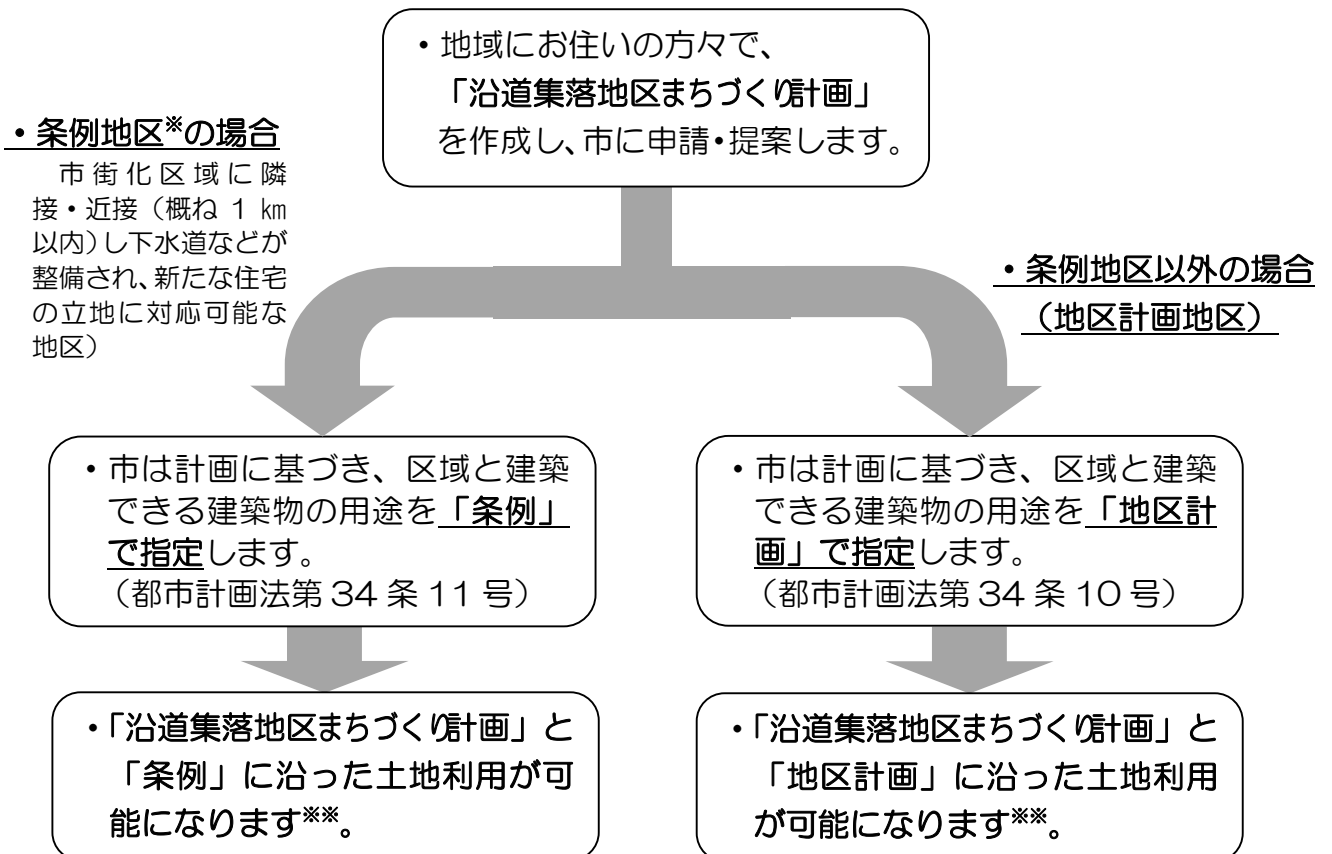 ・地域にお住いの方々で、
「沿道集落地区まちづくり計画」
を作成し、市に申請・提案します。
・条例地区※の場合
市街化区域に隣
接・近接（概ね 1 ㎞
以内）し下水道などが
整備され、新たな住宅
の立地に対応可能な
地区）
・条例地区以外の場合
（地区計画地区）
・市は計画に基づき、区域と建築
できる建築物の用途を「条例」
で指定します。
（都市計画法第 34 条 11 号）
・市は計画に基づき、区域と建築
できる建築物の用途を「地区計
画」で指定します。
（都市計画法第 34 条 10 号）
・「沿道集落地区まちづくり計画」と
「条例」に沿った土地利用が可
能になります※※。
・「沿道集落地区まちづくり計画」と
「地区計画」に沿った土地利用
が可能になります※※。